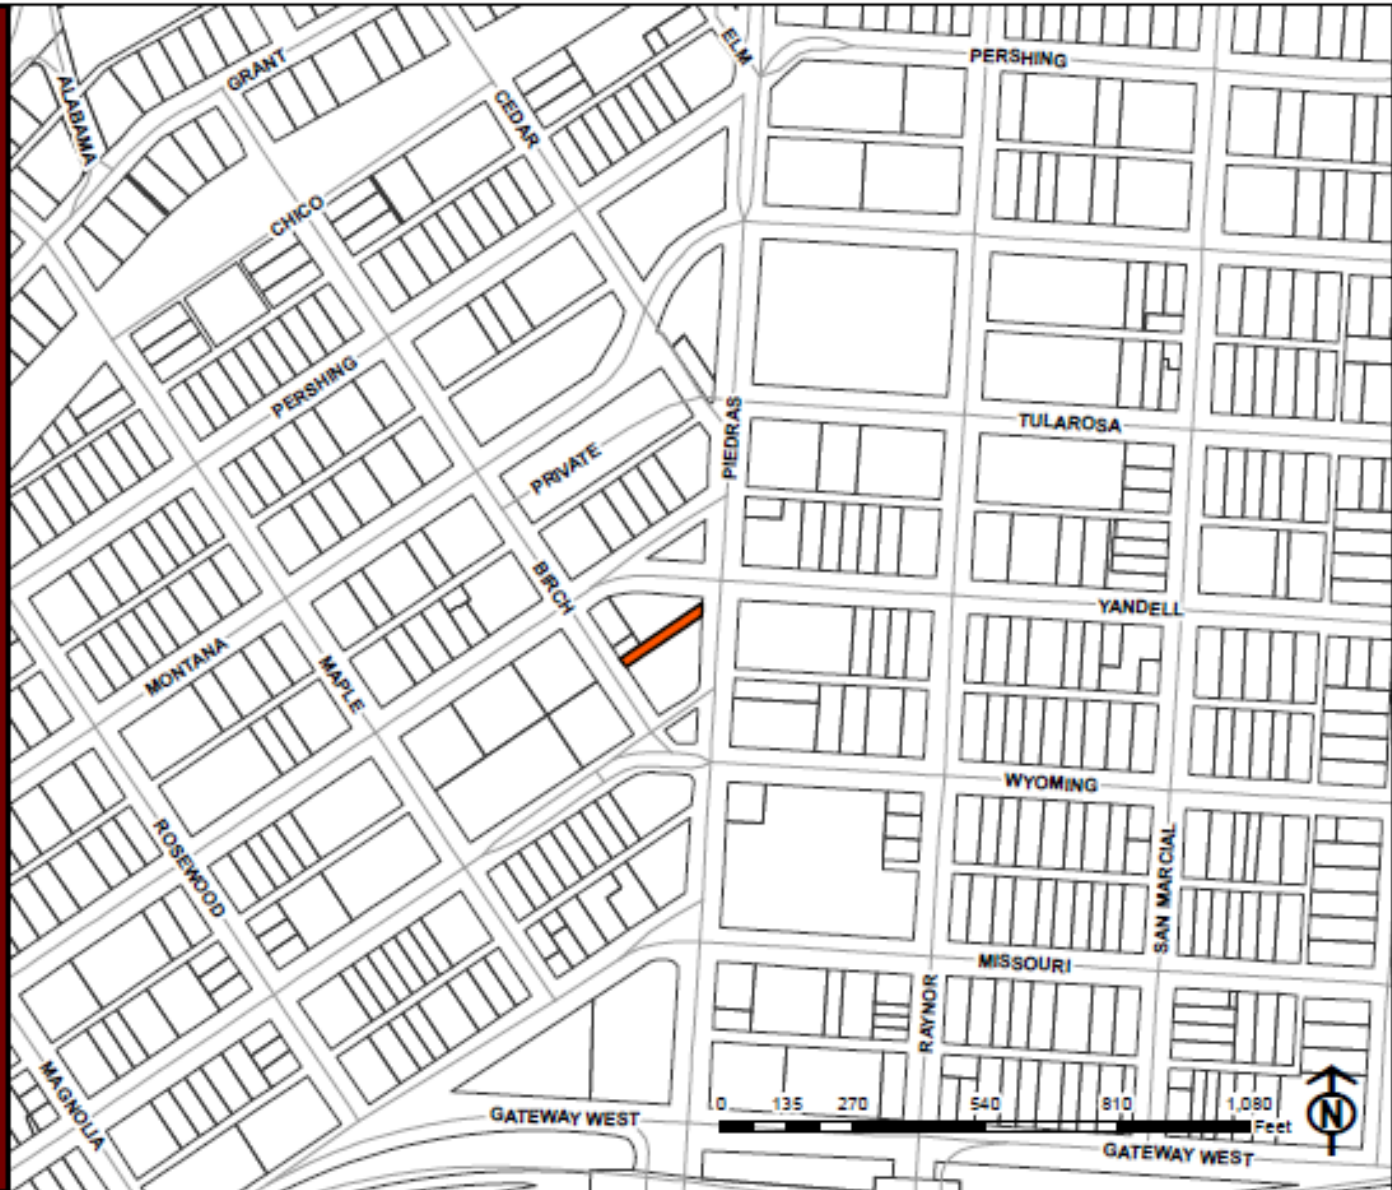 ELM
PERSHING
GRANT
ALABAMA
CEDAR
CHICO
PERSHING
PIEDRAS
TULAROSA
PRIVATE
BIRCH
YANDELL
MONTANA
MAPLE
WYOMING
ROSEWOOD
SAN MARCIAL
MISSOURI
RAYNOR
MAGNOLIA
0 135 270 540 810 1,080
Feet
N
GATEWAY WEST
GATEWAY WEST